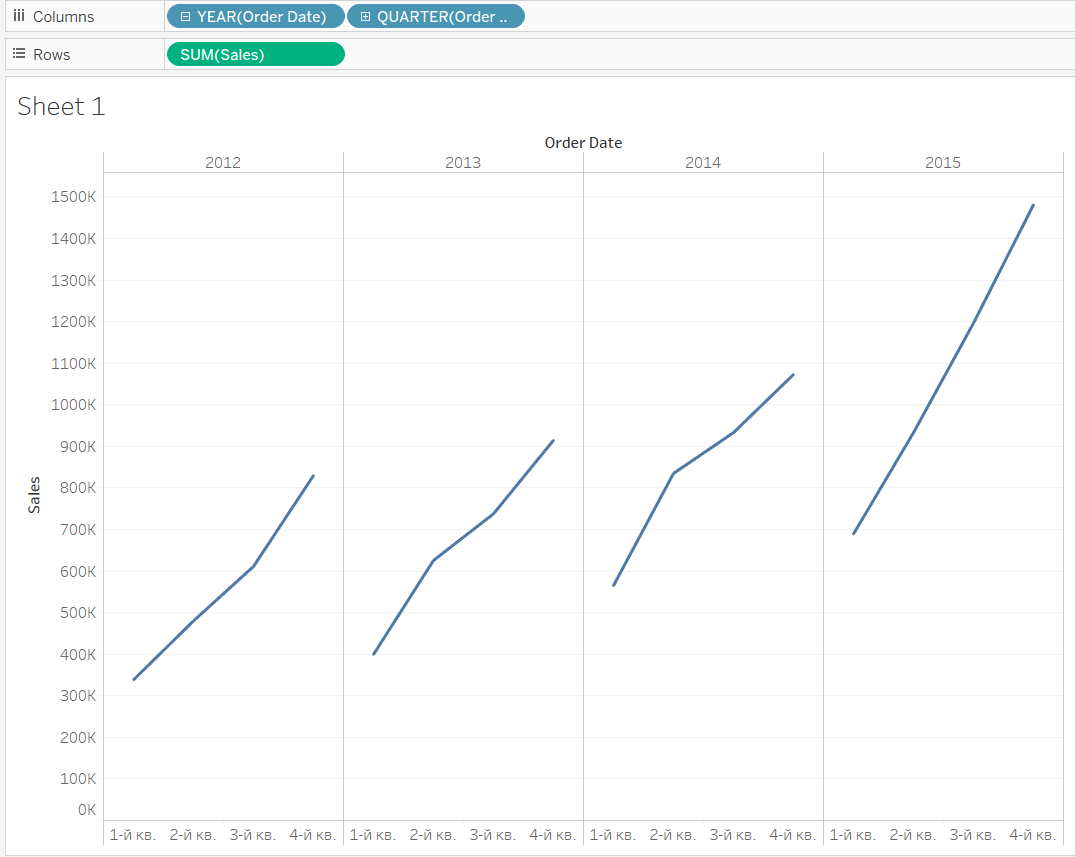 Columns YEAR(Order Date) QUARTER(Order ..
Rows SUM(Sales)
Sheet 1
Order Date
2012 2013 2014 2015
1500K
1400K
1300K
1200K
1100K
1000K
900K
800K
700K
600K
500K
400K
300K
200K
100K
0K
Sales
1-й кв. 2-й кв. 3-й кв. 4-й кв. 1-й кв. 2-й кв. 3-й кв. 4-й кв. 1-й кв. 2-й кв. 3-й кв. 4-й кв. 1-й кв. 2-й кв. 3-й кв. 4-й кв.